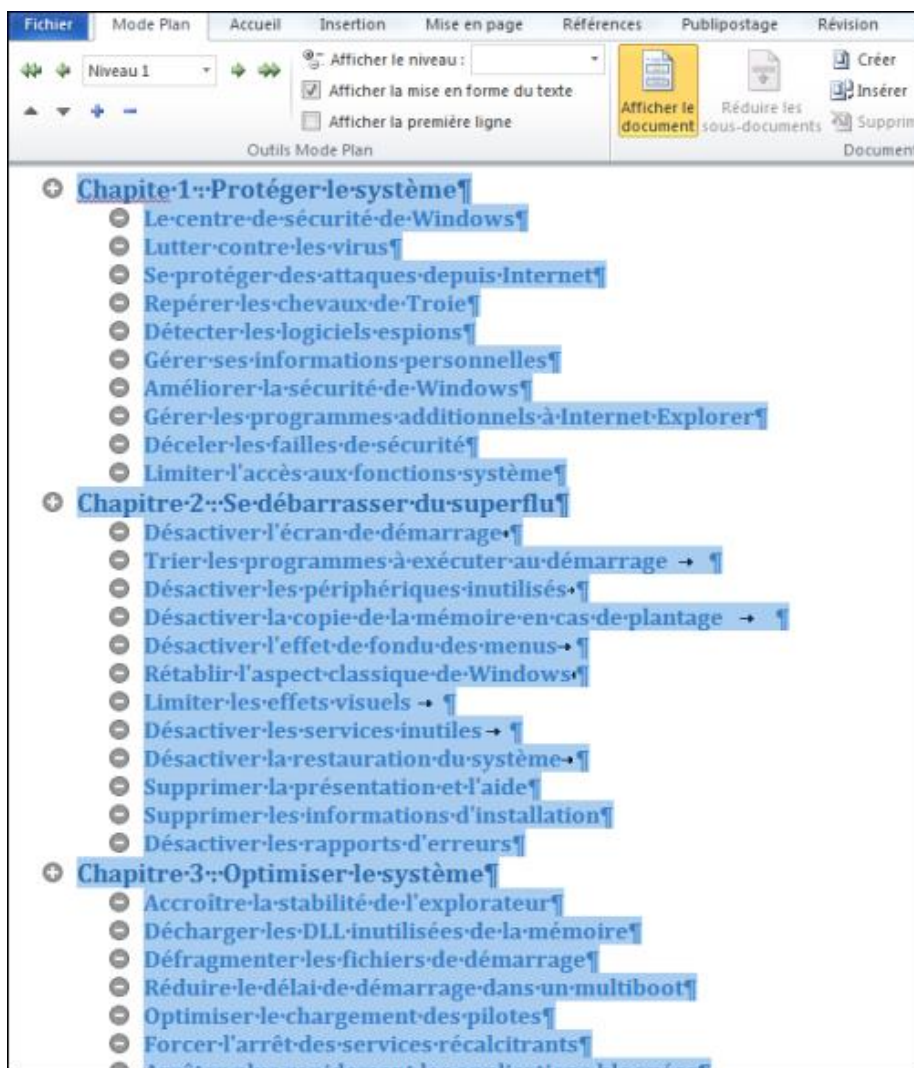 Fichier Mode Plan Accueil Insertion Mise en page Références Publipostage Révision
Niveau 1 Afficher le niveau : Créer
Afficher la mise en forme du texte Insérer
Afficher la première ligne Afficher le document Réduire les sous-documents Supprim
Outils Mode Plan Document
Chapite·1·:·Protéger·le·système¶
Le·centre·de·sécurité·de·Windows¶
Lutter·contre·les·virus¶
Se·protéger·des·attaques·depuis·Internet¶
Repérer·les·chevaux·de·Troie¶
Détecter·les·logiciels·espions¶
Gérer·ses·informations·personnelles¶
Améliorer·la·sécurité·de·Windows¶
Gérer·les·programmes·additionnels·à·Internet·Explorer¶
Déceler·les·failles·de·sécurité¶
Limiter·l'accès·aux·fonctions·système¶
Chapitre·2·:·Se·débarrasser·du·superflu¶
Désactiver·l'écran·de·démarrage→¶
Trier·les·programmes·à·exécuter·au·démarrage → ¶
Désactiver·les·périphériques·inutilisés→¶
Désactiver·la·copie·de·la·mémoire·en·cas·de·plantage → ¶
Désactiver·l'effet·de·fondu·des·menus→¶
Rétablir·l'aspect·classique·de·Windows→¶
Limiter·les·effets·visuels → ¶
Désactiver·les·services·inutiles → ¶
Désactiver·la·restauration·du·système→¶
Supprimer·la·présentation·et·l'aide¶
Supprimer·les·informations·d'installation¶
Désactiver·les·rapports·d'erreurs¶
Chapitre·3·:·Optimiser·le·système¶
Accroître·la·stabilité·de·l'explorateur¶
Décharger·les·DLL·inutilisées·de·la·mémoire¶
Défragmenter·les·fichiers·de·démarrage¶
Réduire·le·délai·de·démarrage·dans·un·multiboot¶
Optimiser·le·chargement·des·pilotes¶
Forcer·l'arrêt·des·services·récalcitrants¶